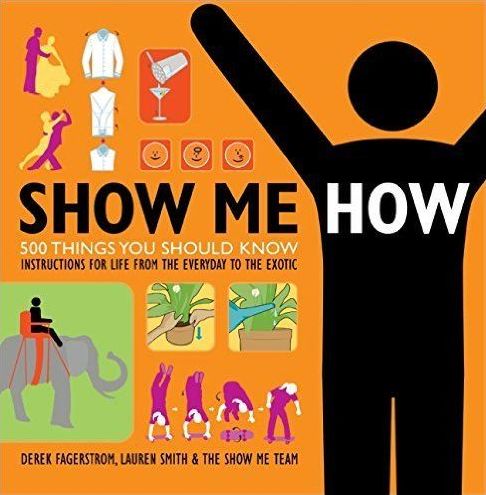 SHOW ME HOW
500 THINGS YOU SHOULD KNOW
INSTRUCTIONS FOR LIFE FROM THE EVERYDAY TO THE EXOTIC
DEREK FAGERSTROM, LAUREN SMITH & THE SHOW ME TEAM